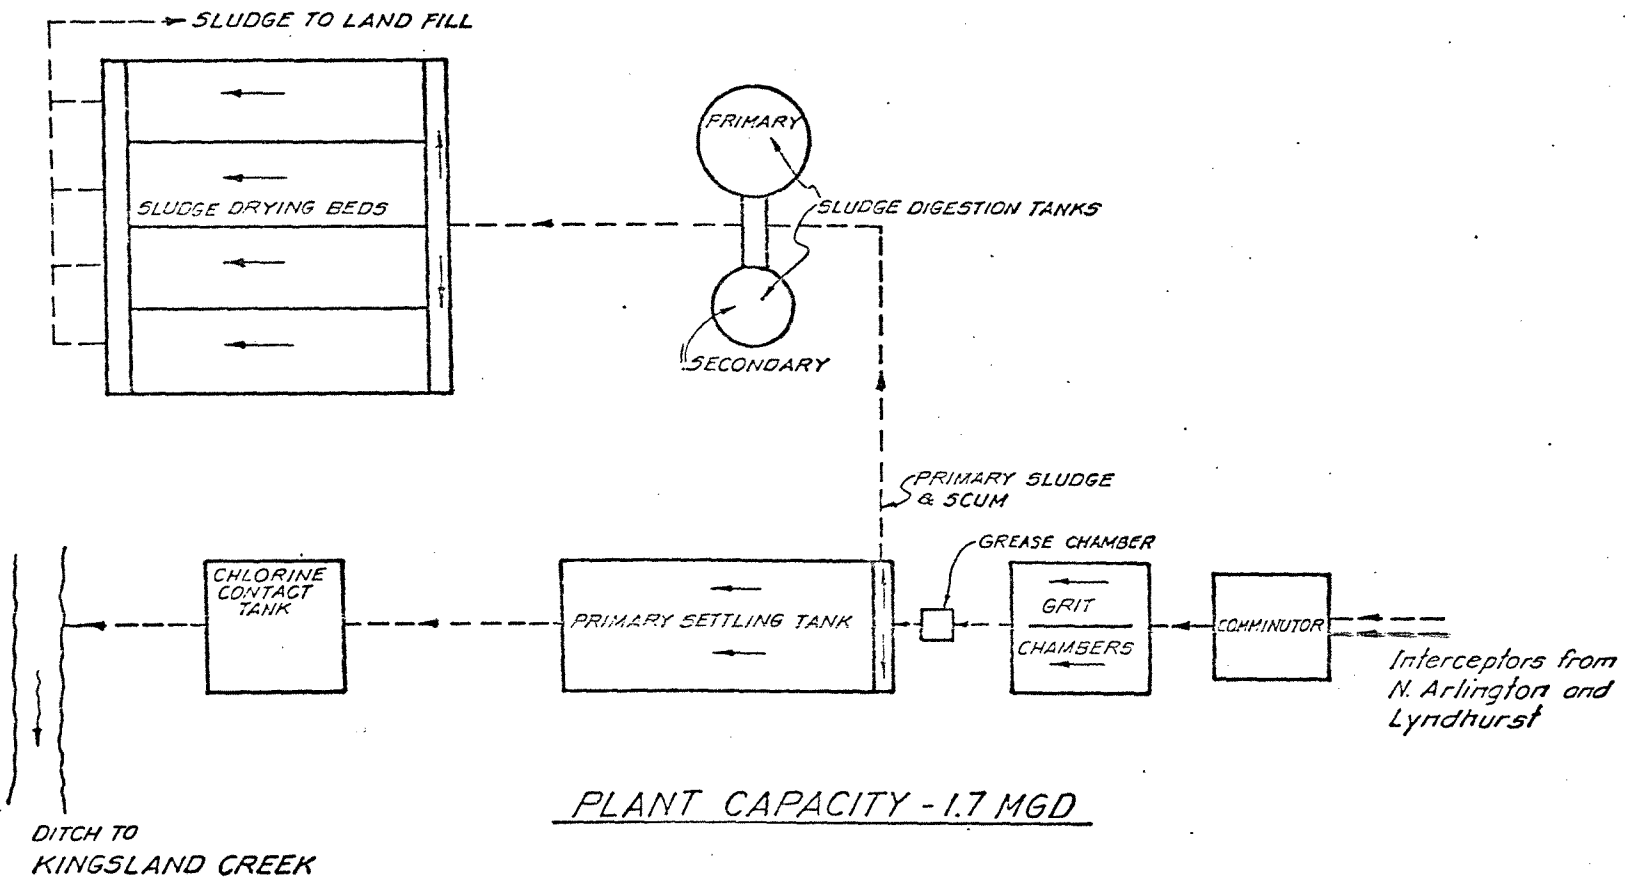 SLUDGE TO LAND FILL
PRIMARY
SLUDGE DRYING BEDS
SLUDGE DIGESTION TANKS
SECONDARY
PRIMARY SLUDGE
& SCUM
GREASE CHAMBER
CHLORINE
CONTACT
TANK
PRIMARY SETTLING TANK
GRIT
CHAMBERS
COMMINUTOR
Interceptors from
N. Arlington and
Lyndhurst
PLANT CAPACITY - 1.7 MGD
DITCH TO
KINGSLAND CREEK